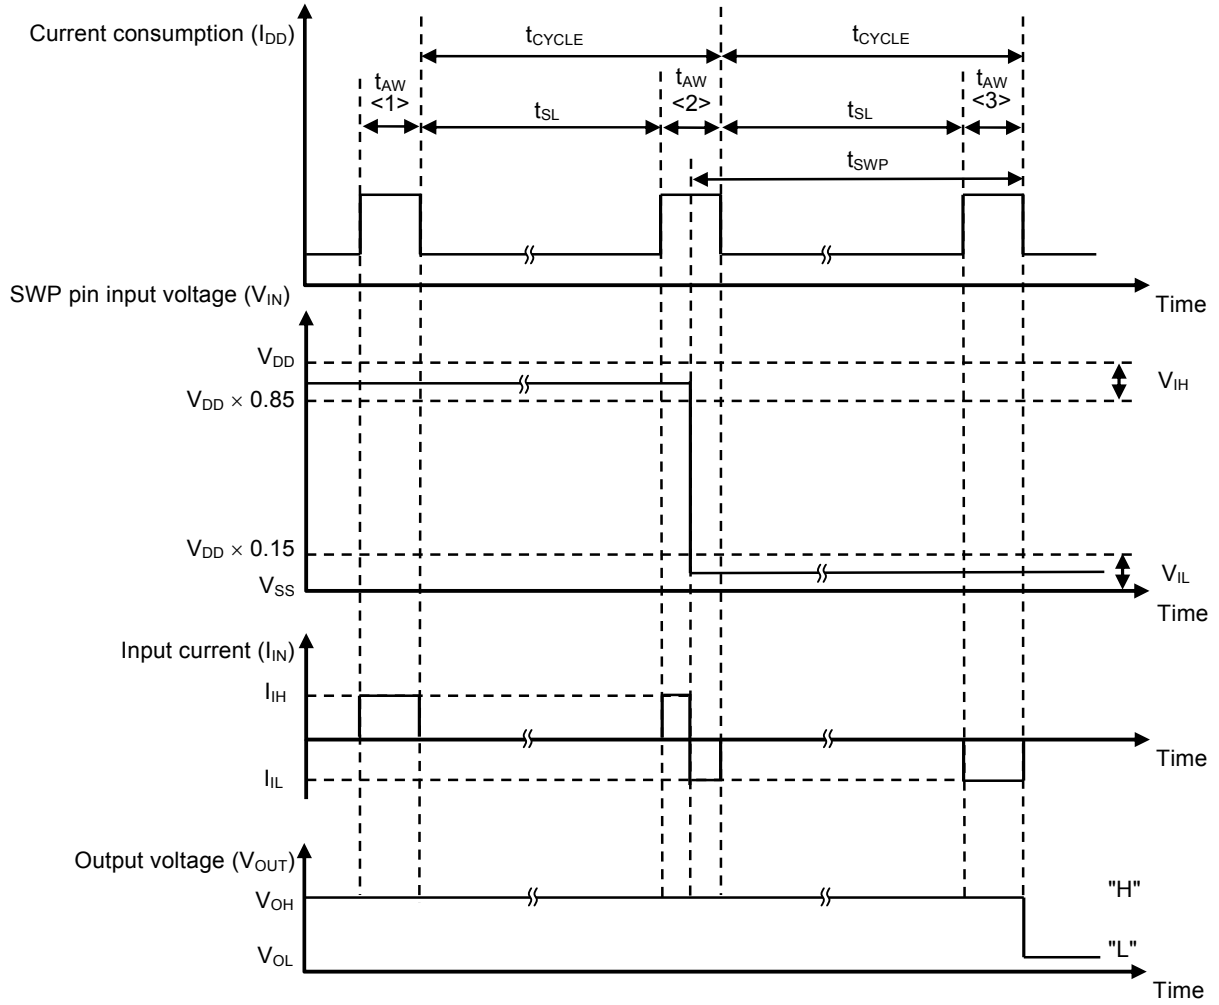 Current consumption (IDD)
tCYCLE
tCYCLE
tAW
<1>
tSL
tAW
<2>
tSL
tAW
<3>
tSWP
Time
SWP pin input voltage (VIN)
VDD
VDD × 0.85
VIH
VDD × 0.15
VSS
VIL
Time
Input current (IIN)
IIH
Time
IIL
Output voltage (VOUT)
VOH
"H"
VOL
"L"
Time